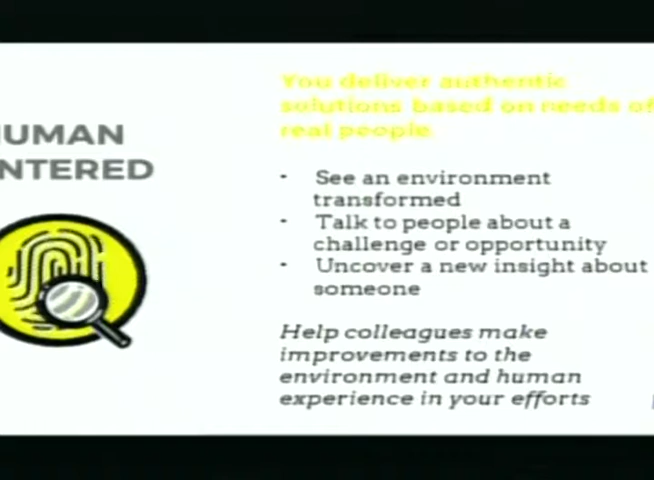 HUMAN
NTERED
You deliver authentic
solutions based on needs of
real people.
- See an environment
transformed
- Talk to people about a
challenge or opportunity
- Uncover a new insight about
someone
Help colleagues make
improvements to the
environment and human
experience in your efforts